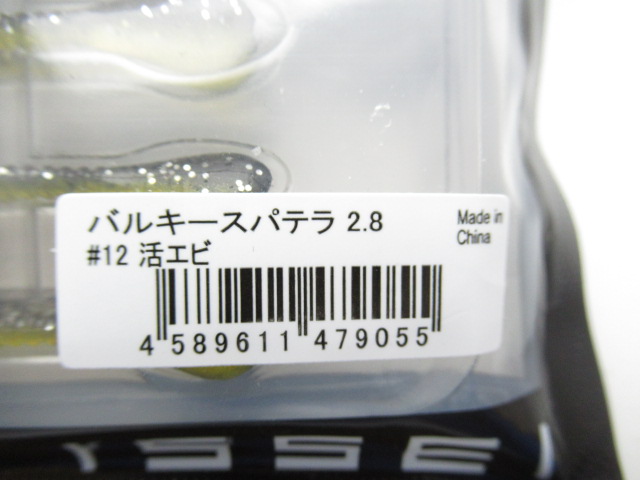 バルキースパテラ 2.8
#12 活エビ
Made in
China
4 589611 479055
YSSE